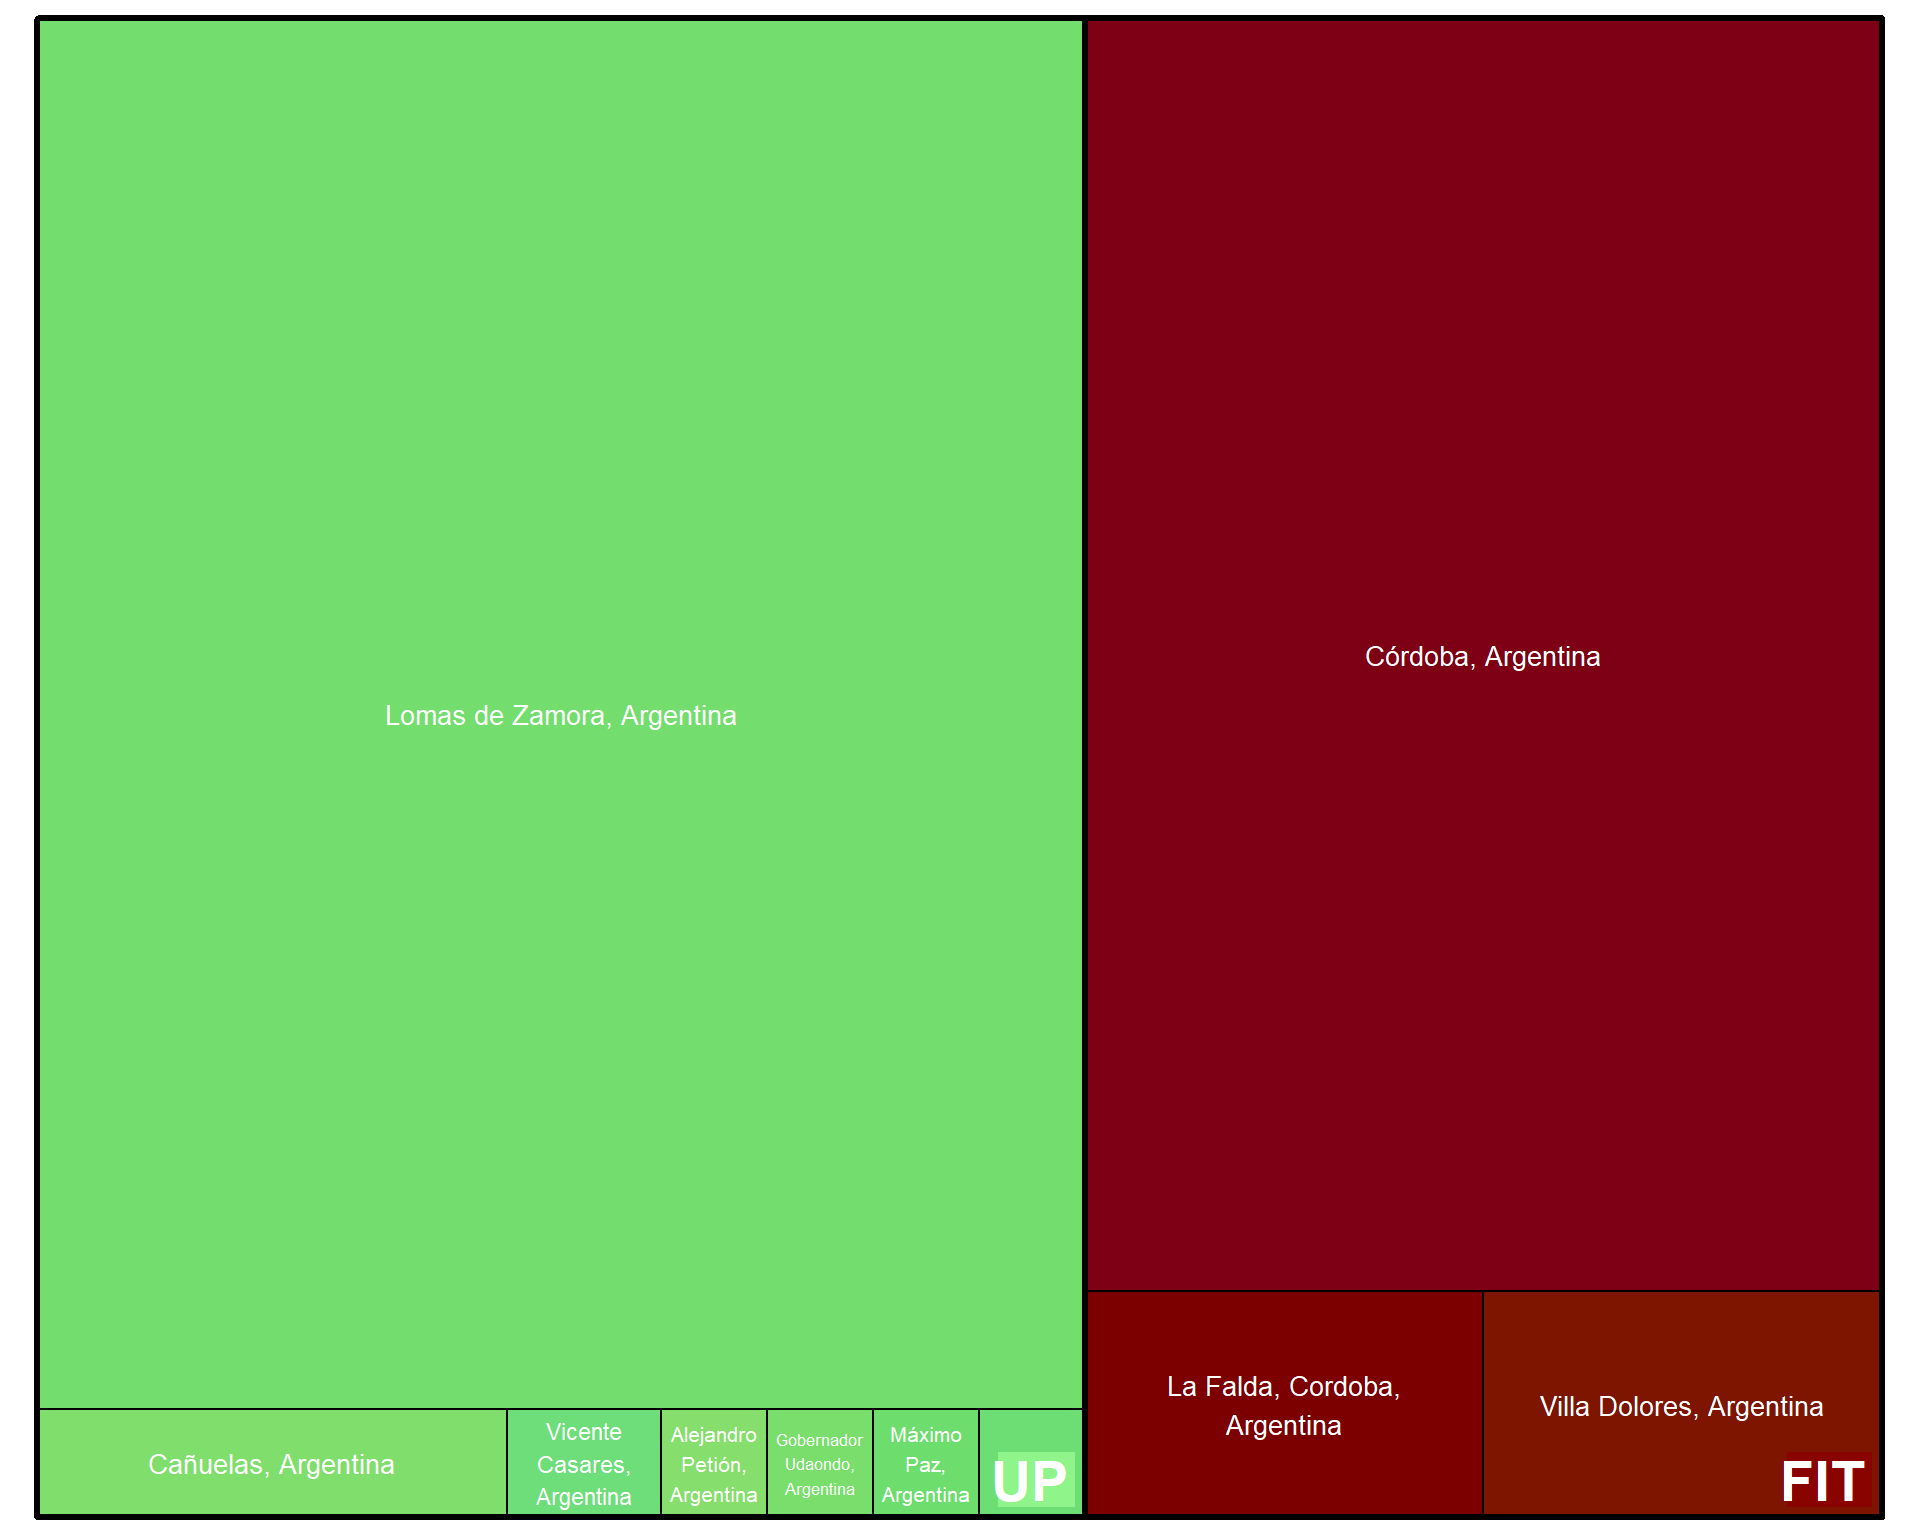 Lomas de Zamora, Argentina
Córdoba, Argentina
Cañuelas, Argentina
Vicente
Casares,
Argentina
Alejandro
Petión,
Argentina
Gobernador
Udaondo,
Argentina
Máximo
Paz,
Argentina
UP
La Falda, Cordoba,
Argentina
Villa Dolores, Argentina
FIT